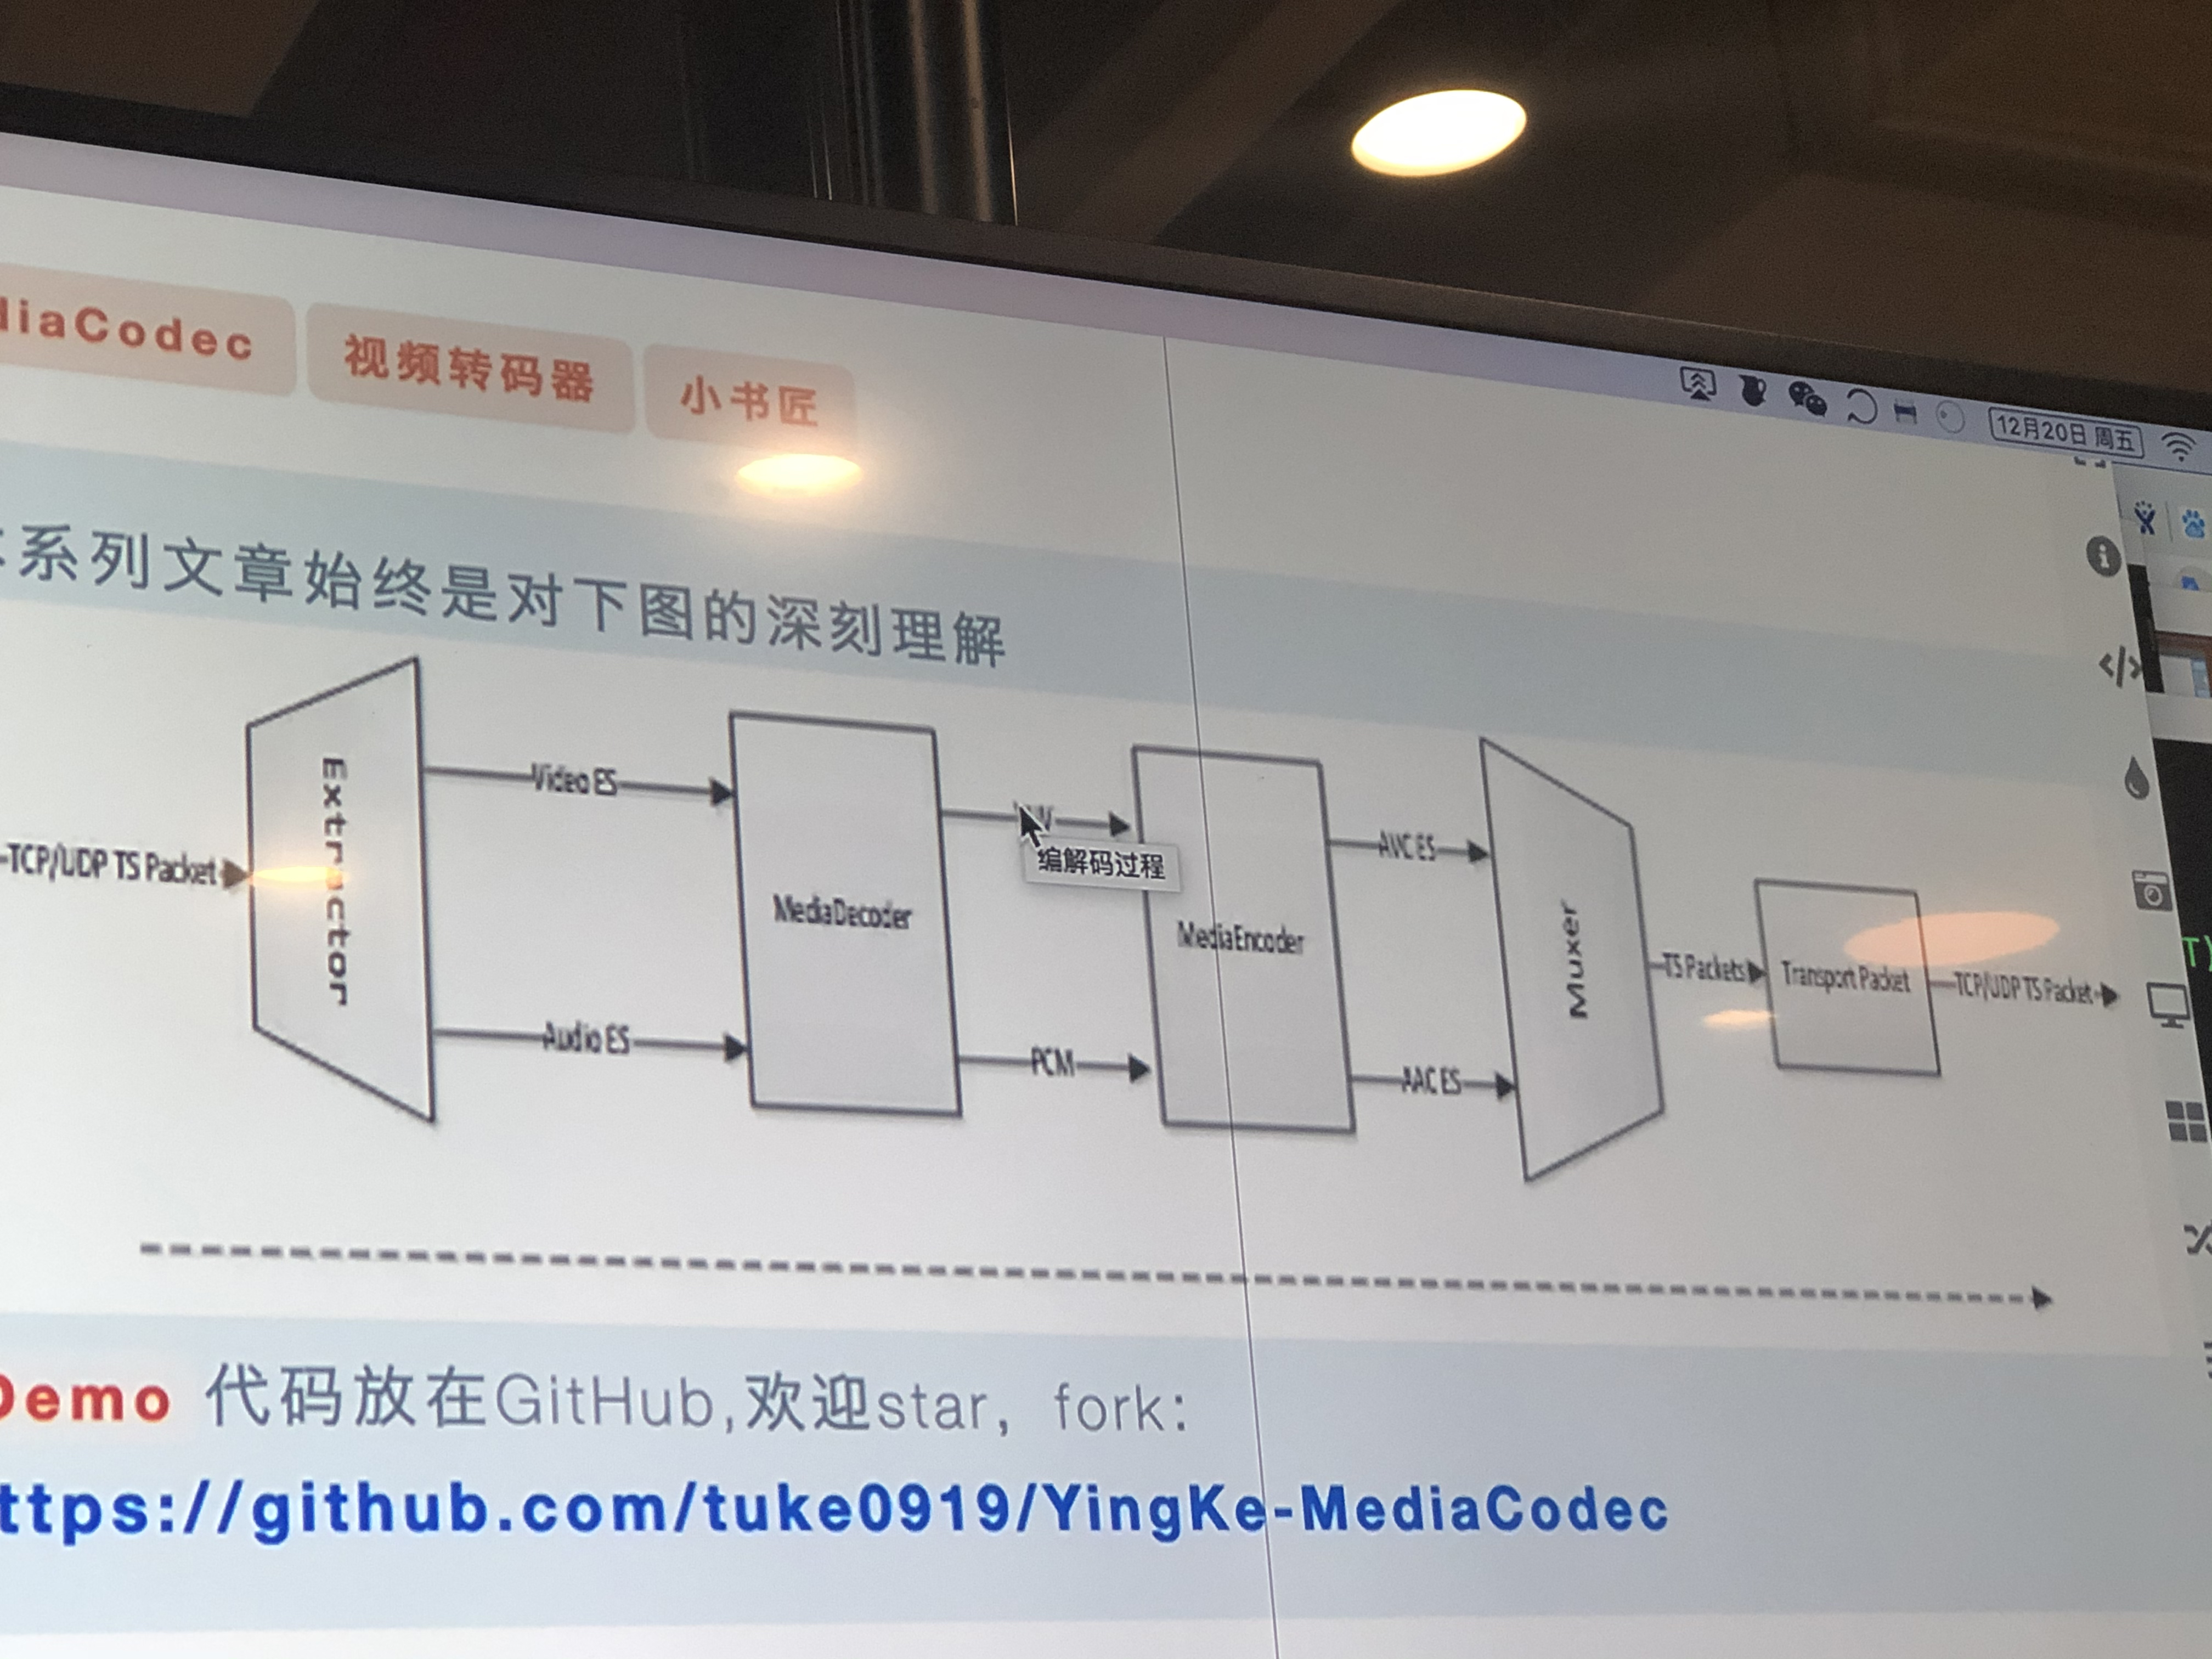 diaCodec 视频转码器 小书匠
12月20日 周五
系列文章始终是对下图的深刻理解
TCP/UDP TS Packet
Extractor
Video ES
Audio ES
MediaDecoder
编解码过程
PCM
MediaEncoder
AVC ES
AAC ES
Muxer
TS Packets
Transport Packet
TCP/UDP TS Packet
T)
Demo 代码放在GitHub,欢迎star, fork:
ttps://github.com/tuke0919/YingKe-MediaCodec